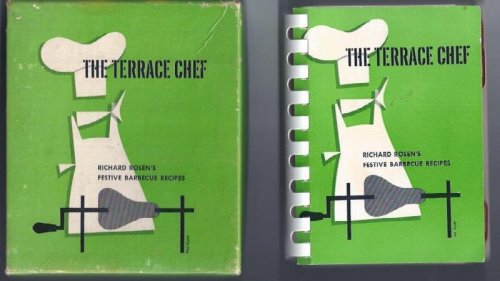 THE TERRACE CHEF
RICHARD ROSEN'S
FESTIVE BARBECUE RECIPES
THE TERRACE CHEF
RICHARD ROSEN'S
FESTIVE BARBECUE RECIPES